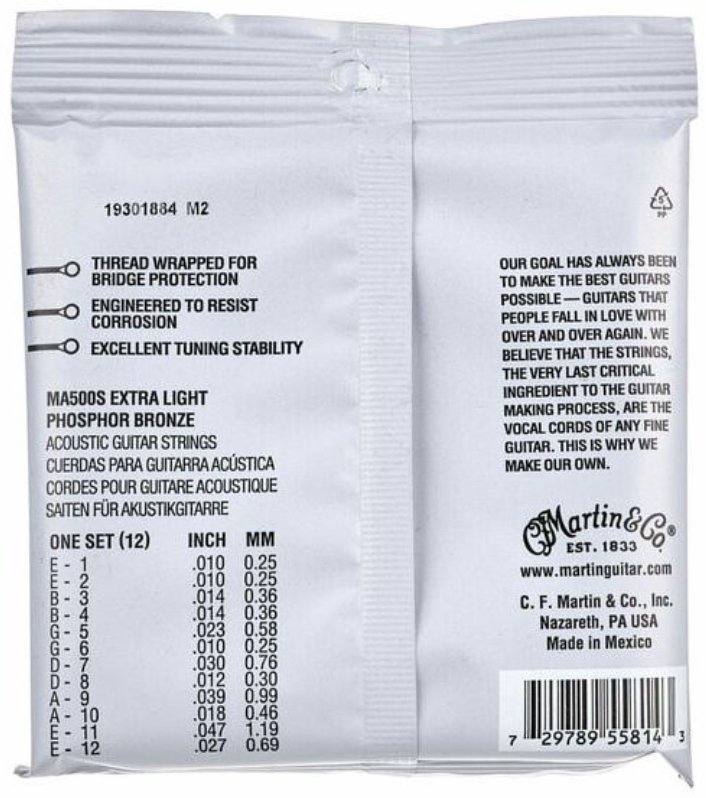 19301884 M2
5
PP
THREAD WRAPPED FOR
BRIDGE PROTECTION
ENGINEERED TO RESIST
CORROSION
EXCELLENT TUNING STABILITY
MA500S EXTRA LIGHT
PHOSPHOR BRONZE
ACOUSTIC GUITAR STRINGS
CUERDAS PARA GUITARRA ACÚSTICA
CORDES POUR GUITARE ACOUSTIQUE
SAITEN FÜR AKUSTIKGITARRE
ONE SET (12) INCH MM
E - 1 .010 0.25
E - 2 .010 0.25
B - 3 .014 0.36
B - 4 .014 0.36
G - 5 .023 0.58
G - 6 .010 0.25
D - 7 .030 0.76
D - 8 .012 0.30
A - 9 .039 0.99
A - 10 .018 0.46
E - 11 .047 1.19
E - 12 .027 0.69
OUR GOAL HAS ALWAYS BEEN
TO MAKE THE BEST GUITARS
POSSIBLE — GUITARS THAT
PEOPLE FALL IN LOVE WITH
OVER AND OVER AGAIN. WE
BELIEVE THAT THE STRINGS,
THE VERY LAST CRITICAL
INGREDIENT TO THE GUITAR
MAKING PROCESS, ARE THE
VOCAL CORDS OF ANY FINE
GUITAR. THIS IS WHY WE
MAKE OUR OWN.
CF Martin & Co.®
EST. 1833
www.martinguitar.com
C. F. Martin & Co., Inc.
Nazareth, PA USA
Made in Mexico
7 29789 55814 3